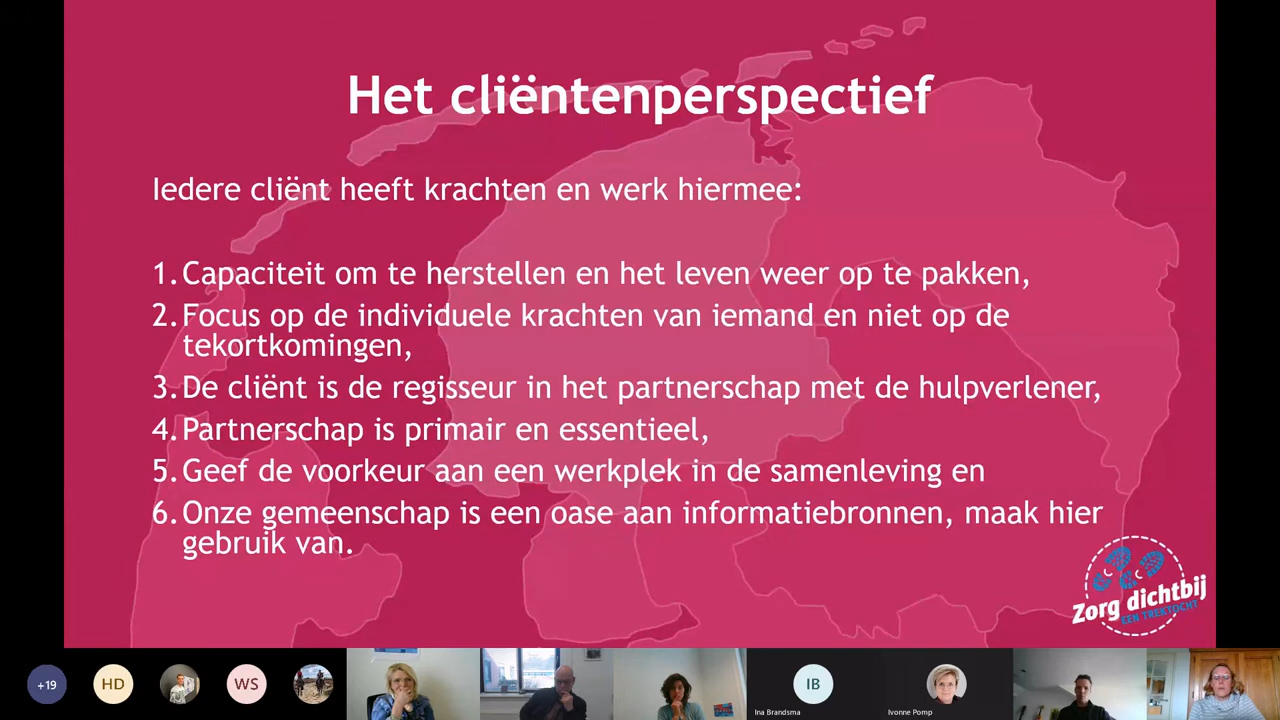 Het cliëntenperspectief
Iedere cliënt heeft krachten en werk hiermee:
1. Capaciteit om te herstellen en het leven weer op te pakken,
2. Focus op de individuele krachten van iemand en niet op de
tekortkomingen,
3. De cliënt is de regisseur in het partnerschap met de hulpverlener,
4. Partnerschap is primair en essentieel,
5. Geef de voorkeur aan een werkplek in de samenleving en
6. Onze gemeenschap is een oase aan informatiebronnen, maak hier
gebruik van.
Zorg dichtbij
EEN TREKTOCHT
+19
HD
WS
IB
Ina Brandsma
Ivonne Pomp